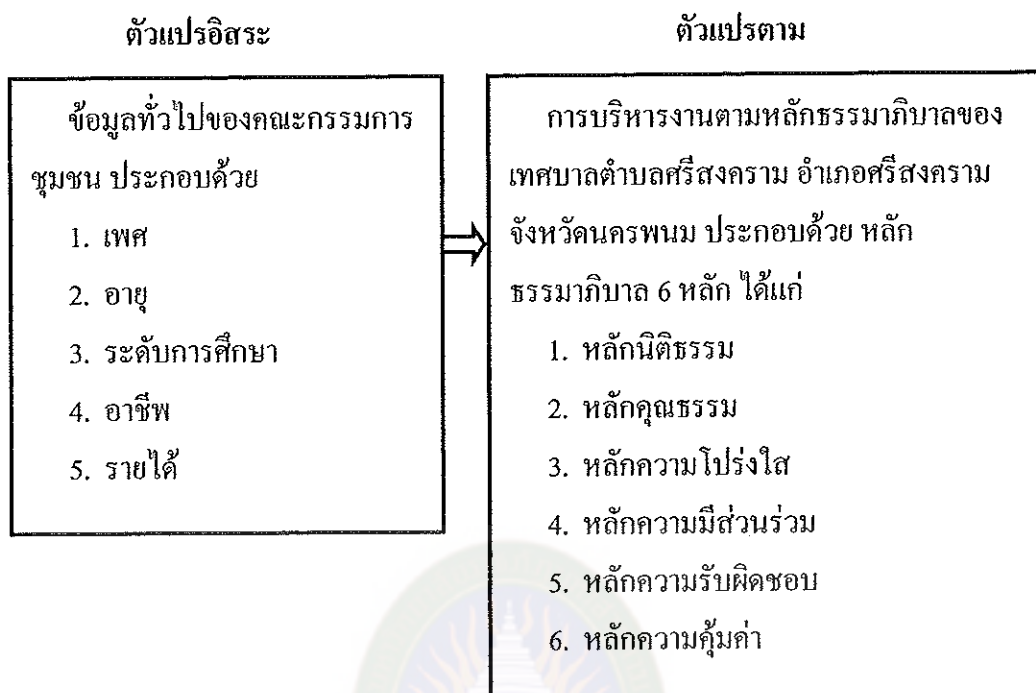 ตัวแปรอิสระ
ข้อมูลทั่วไปของคณะกรรมการ
ชุมชน ประกอบด้วย
1. เพศ
2. อายุ
3. ระดับการศึกษา
4. อาชีพ
5. รายได้
ตัวแปรตาม
การบริหารงานตามหลักธรรมาภิบาลของ
เทศบาลตำบลศรีสงคราม อำเภอศรีสงคราม
จังหวัดนครพนม ประกอบด้วย หลัก
ธรรมาภิบาล 6 หลัก ได้แก่
1. หลักนิติธรรม
2. หลักคุณธรรม
3. หลักความโปร่งใส
4. หลักความมีส่วนร่วม
5. หลักความรับผิดชอบ
6. หลักความคุ้มค่า